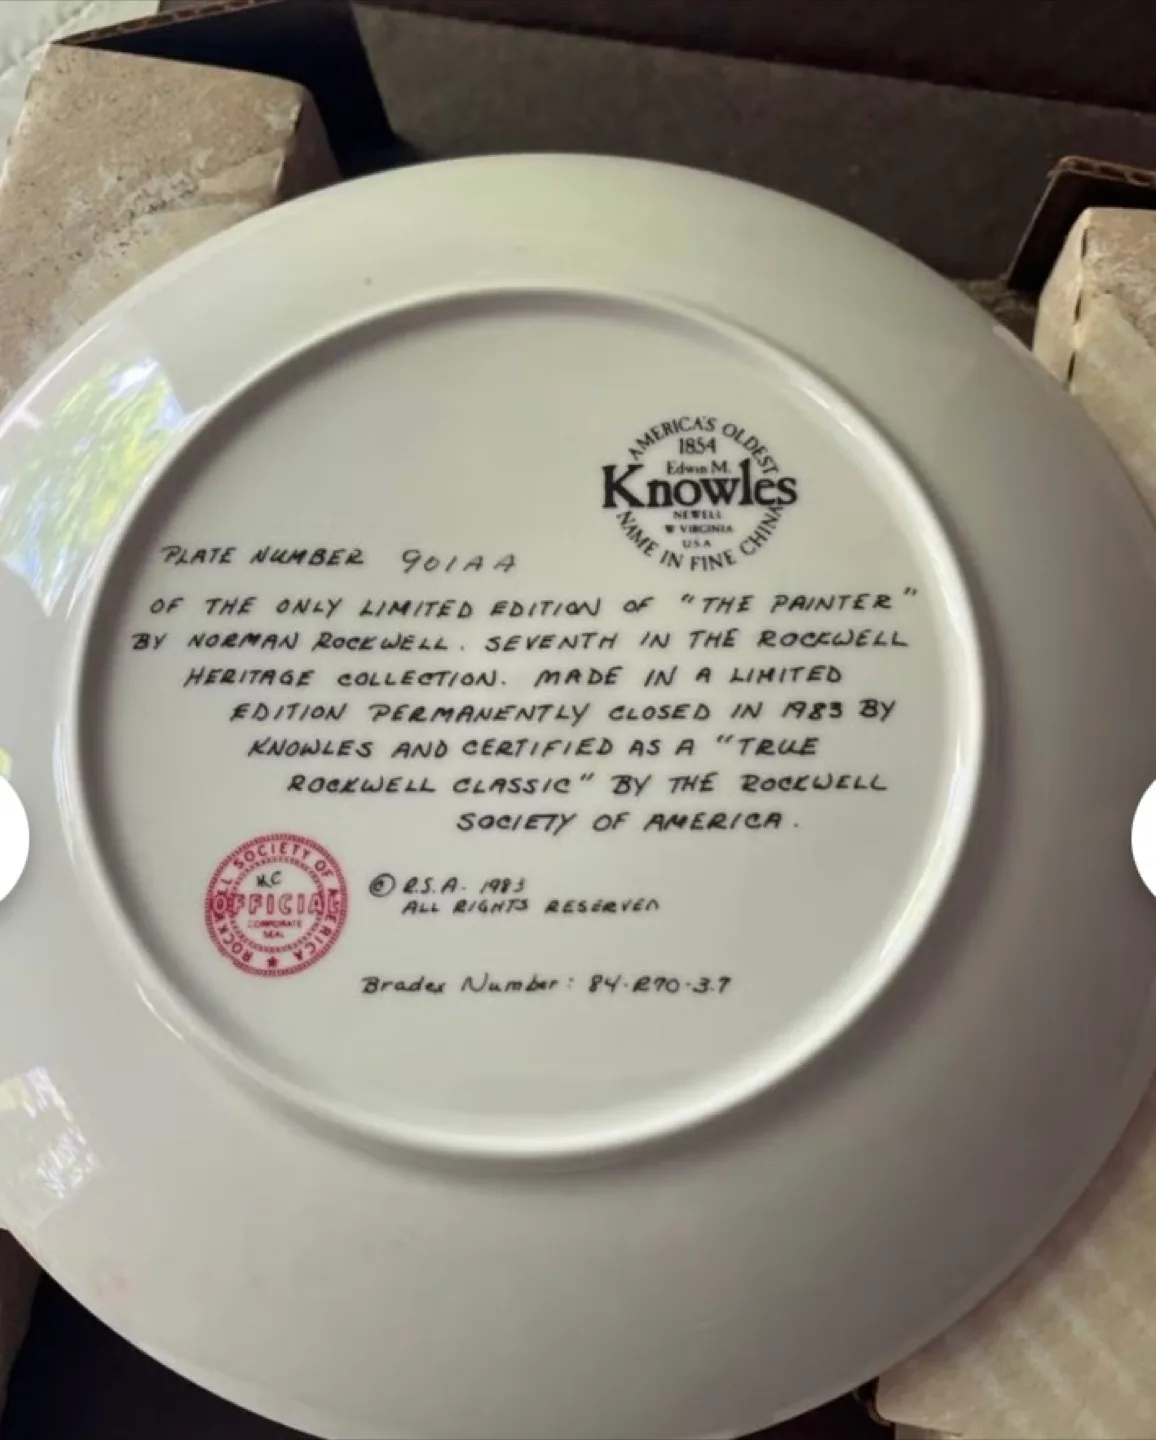 AMERICA'S OLDEST
1854
Edwin M.
Knowles
NEWELL
W VIRGINIA
USA
NAME IN FINE CHINA
PLATE NUMBER 901AA
OF THE ONLY LIMITED EDITION OF "THE PAINTER"
BY NORMAN ROCKWELL. SEVENTH IN THE ROCKWELL
HERITAGE COLLECTION. MADE IN A LIMITED
EDITION PERMANENTLY CLOSED IN 1983 BY
KNOWLES AND CERTIFIED AS A "TRUE
ROCKWELL CLASSIC" BY THE ROCKWELL
SOCIETY OF AMERICA.
ROCKWELL SOCIETY OF AMERICA
OFFICIAL
CORPORATE
SEAL
© R.S.A. 1983
ALL RIGHTS RESERVED
Bradex Number: 84-R70-3.7